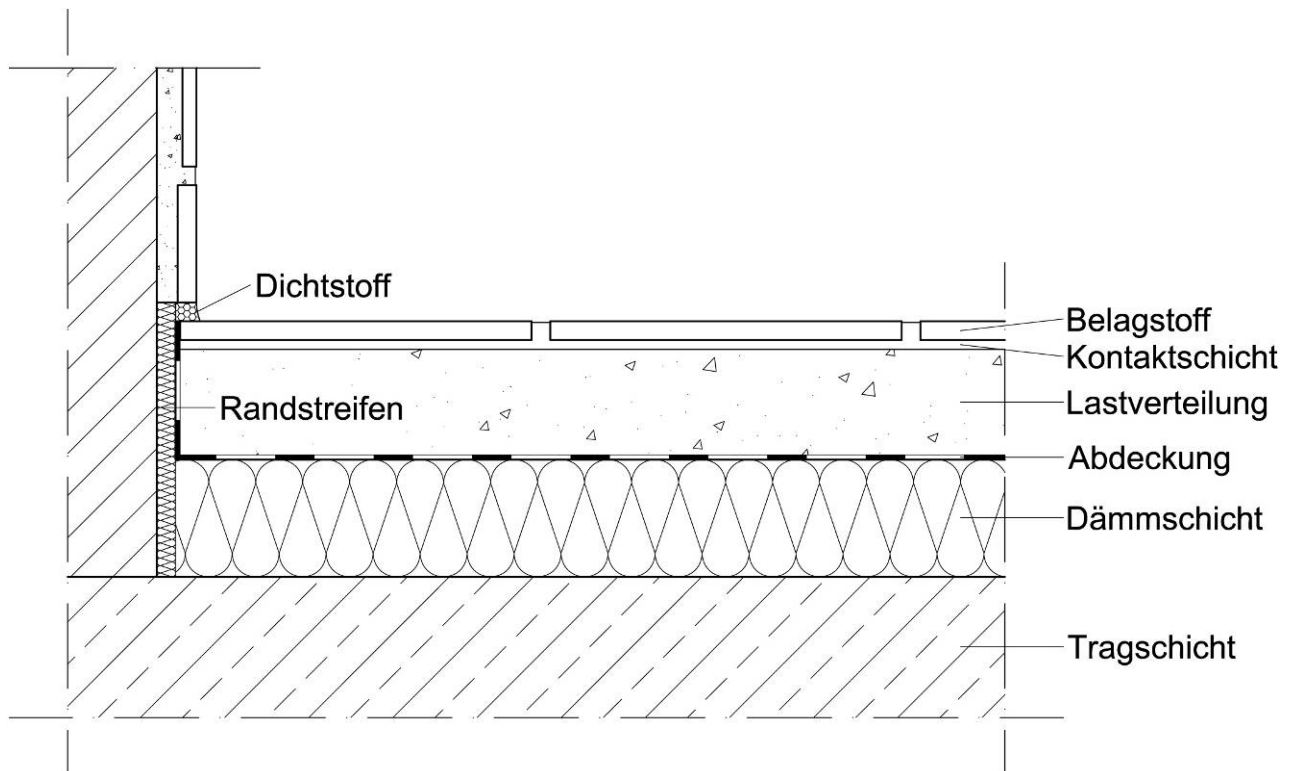 Dichtstoff
Belagstoff
Kontaktschicht
Randstreifen
Lastverteilung
Abdeckung
Dämmschicht
Tragschicht